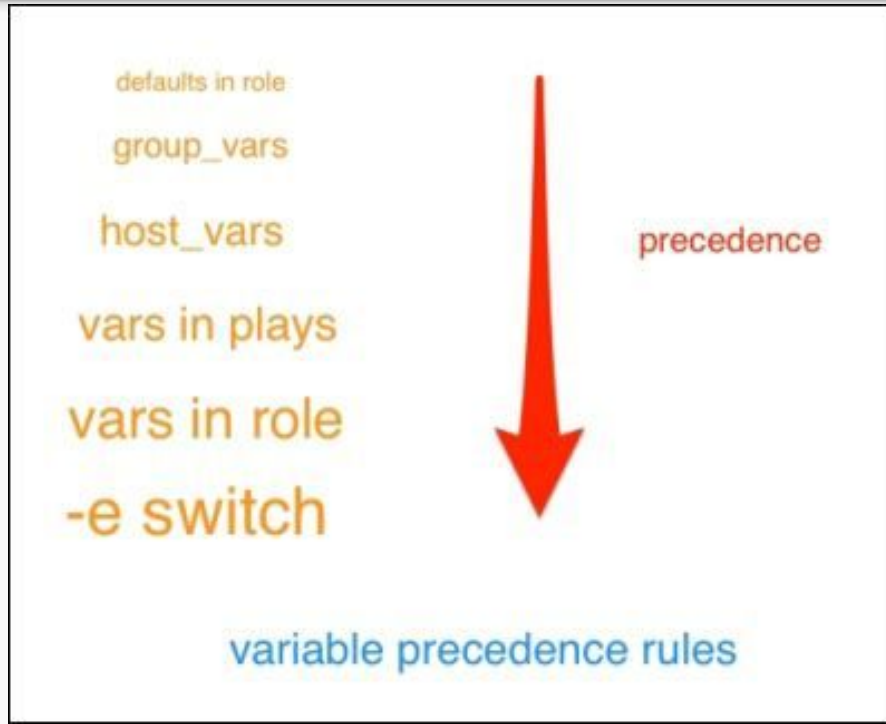 defaults in role
group_vars
host_vars
precedence
vars in plays
vars in role
-e switch
variable precedence rules